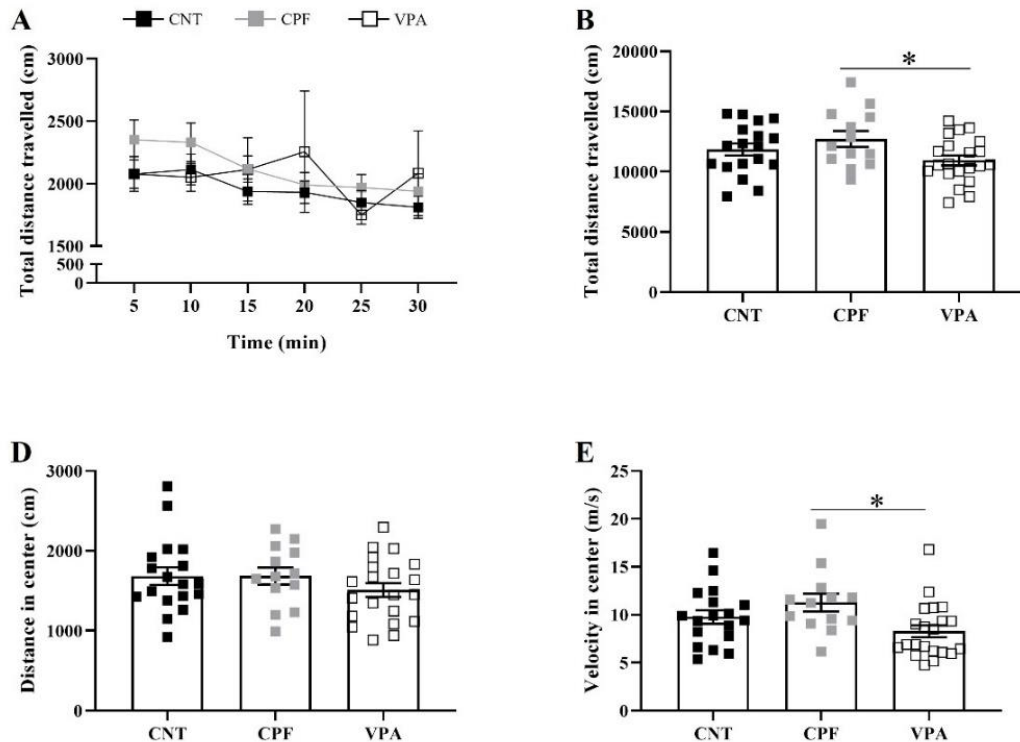 A
CNT
CPF
VPA
Total distance travelled (cm)
3000
2500
2000
1500
500
0
5
10
15
20
25
30
Time (min)
B
Total distance travelled (cm)
20000
15000
10000
5000
0
*
CNT
CPF
VPA
D
Distance in center (cm)
3000
2000
1000
0
CNT
CPF
VPA
E
Velocity in center (m/s)
25
20
15
10
5
0
*
CNT
CPF
VPA